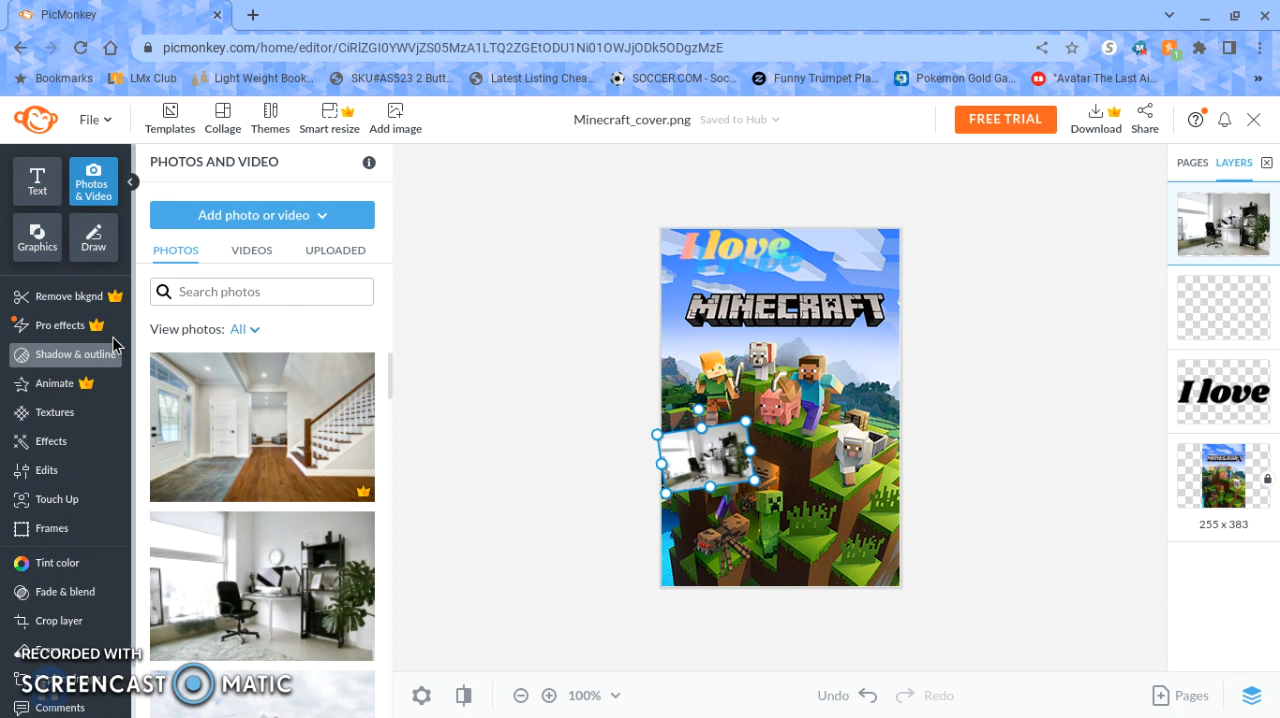 PicMonkey
picmonkey.com/home/editor/CiRlZGI0YWVjZS05MzA1LTQ2ZGEtODU1Ni01OWJjODk5ODgzMzE
Bookmarks
LMx Club
Light Weight Book...
SKU#AS523 2 Butt...
Latest Listing Chea...
SOCCER.COM - Soc...
Funny Trumpet Pla...
Pokemon Gold Ga...
"Avatar The Last Ai...
»
File
Templates
Collage
Themes
Smart resize
Add image
Minecraft_cover.png
Saved to Hub
FREE TRIAL
Download
Share
Text
Photos
& Video
Graphics
Draw
Remove bkgnd
Pro effects
Shadow & outline
Animate
Textures
Effects
Edits
Touch Up
Frames
Tint color
Fade & blend
Crop layer
Comments
PHOTOS AND VIDEO
Add photo or video
PHOTOS
VIDEOS
UPLOADED
Search photos
View photos: All
I love
MINECRAFT
PAGES
LAYERS
I love
MINECRAFT
255 x 383
RECORDED WITH
SCREENCAST MATIC
100%
Undo
Redo
Pages